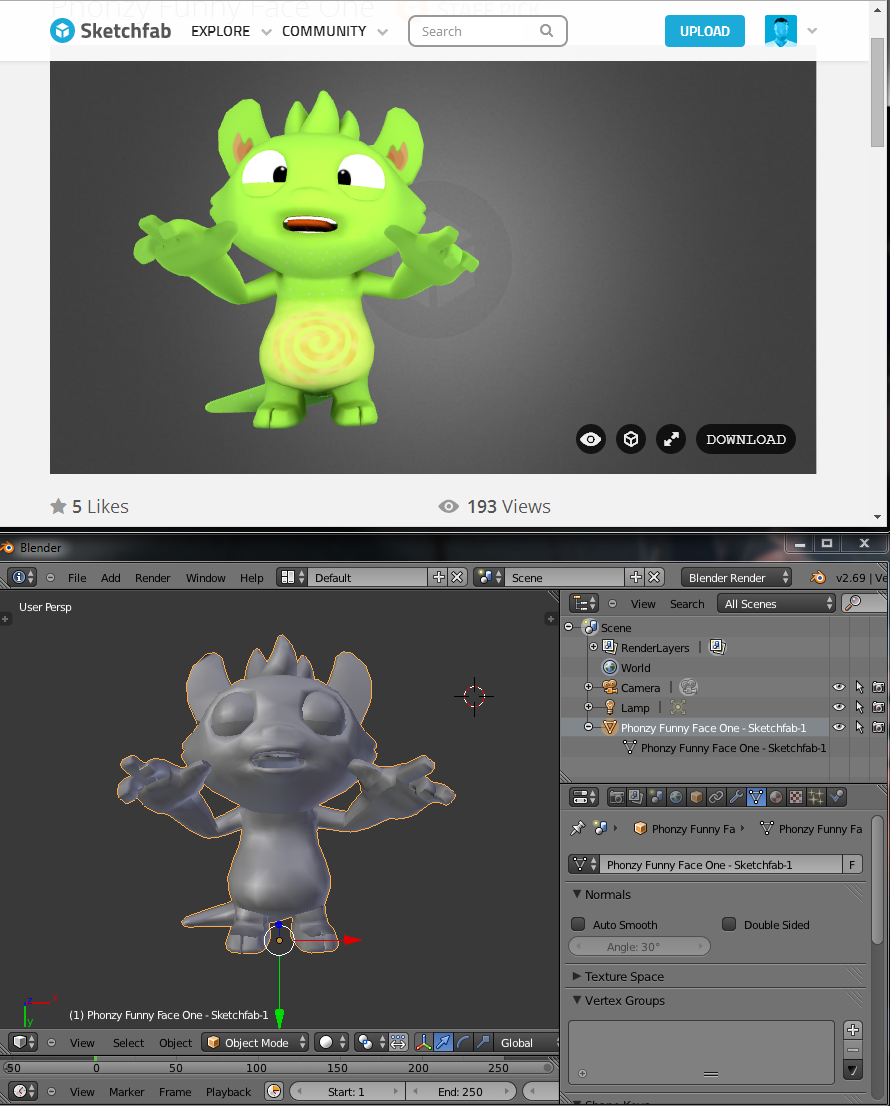 Phonzy Funny Face One STAFF PICK
Sketchfab EXPLORE COMMUNITY Search UPLOAD
DOWNLOAD
5 Likes 193 Views
Blender
File Add Render Window Help Default Scene Blender Render v2.69 | Ve
User Persp
View Search All Scenes
Scene
RenderLayers |
World
Camera |
Lamp |
Phonzy Funny Face One - Sketchfab-1
Phonzy Funny Face One - Sketchfab-1
Phonzy Funny Fa Phonzy Funny Fa
Phonzy Funny Face One - Sketchfab-1 F
Normals
Auto Smooth Double Sided
Angle: 30°
Texture Space
Vertex Groups
Shape Keys
x
z
y
(1) Phonzy Funny Face One - Sketchfab-1
View Select Object Object Mode Global
-50 0 50 100 150 200 250
View Marker Frame Playback Start: 1 End: 250